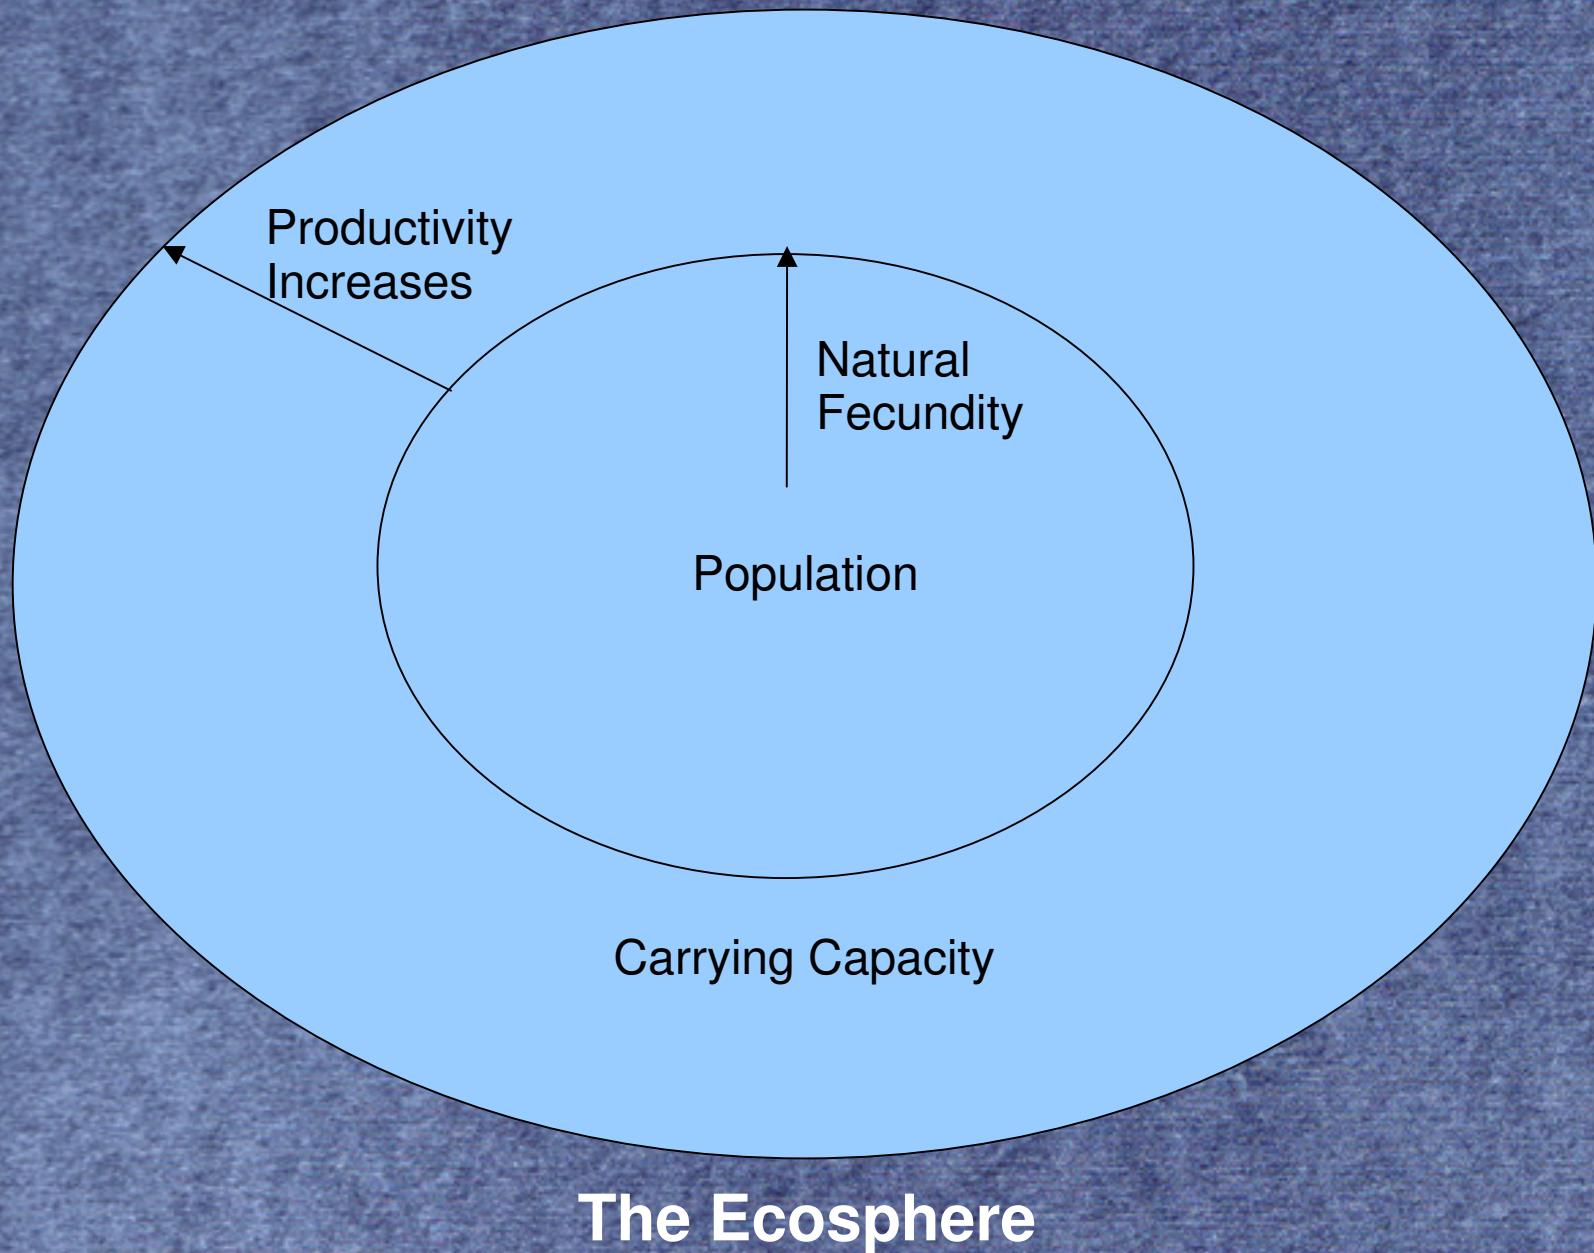 Productivity
Increases
Natural
Fecundity
Population
Carrying Capacity
The Ecosphere